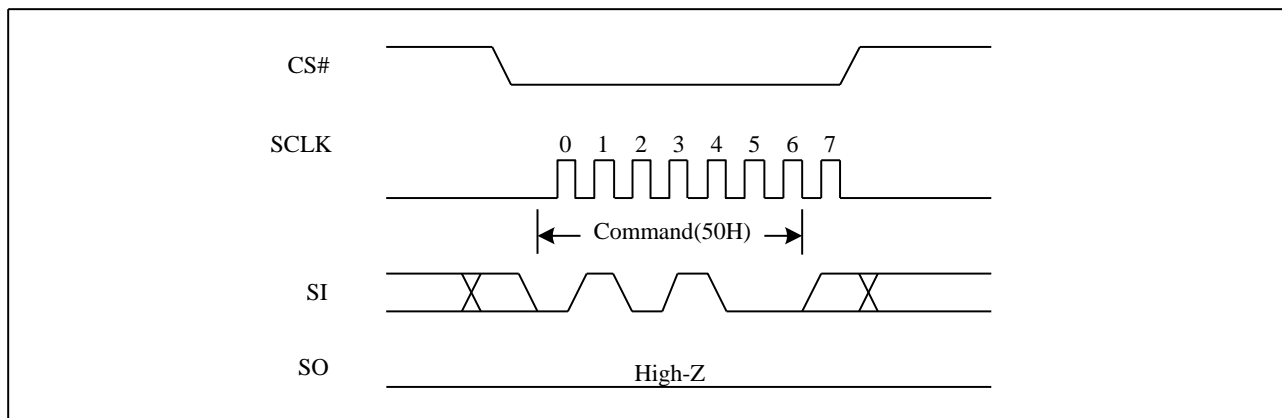 CS#
SCLK
0 1 2 3 4 5 6 7
Command(50H)
SI
SO
High-Z